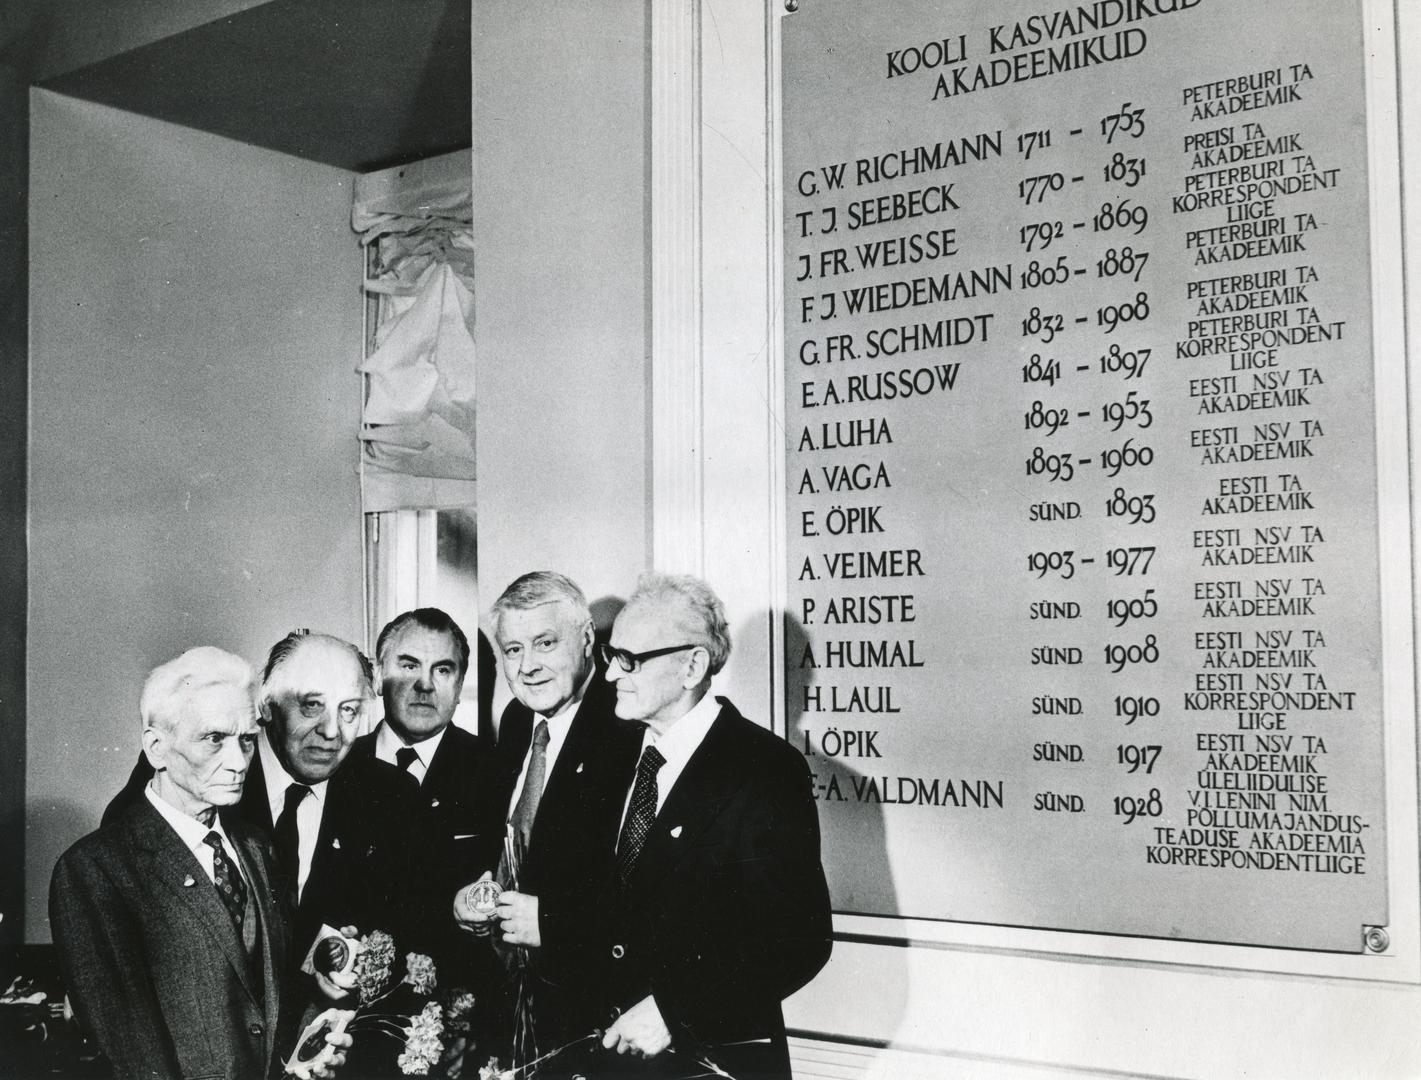 KOOLI KASVANDIKUD
AKADEEMIKUD
G. W. RICHMANN 1711 - 1753 PETERBURI TA
AKADEEMIK
T. J. SEEBECK 1770 - 1831 PREISI TA
AKADEEMIK
J. FR. WEISSE 1792 - 1869 PETERBURI TA
KORRESPONDENT
LIIGE
F. J. WIEDEMANN 1805 - 1887 PETERBURI TA
AKADEEMIK
G. FR. SCHMIDT 1832 - 1908 PETERBURI TA
AKADEEMIK
E. A. RUSSOW 1841 - 1897 PETERBURI TA
KORRESPONDENT
LIIGE
A. LUHA 1892 - 1953 EESTI NSV TA
AKADEEMIK
A. VAGA 1893 - 1960 EESTI NSV TA
AKADEEMIK
E. ÖPIK SÜND. 1893 EESTI TA
AKADEEMIK
A. VEIMER 1903 - 1977 EESTI NSV TA
AKADEEMIK
P. ARISTE SÜND. 1905 EESTI NSV TA
AKADEEMIK
A. HUMAL SÜND. 1908 EESTI NSV TA
AKADEEMIK
H. LAUL SÜND. 1910 EESTI NSV TA
KORRESPONDENT
LIIGE
I. ÖPIK SÜND. 1917 EESTI NSV TA
AKADEEMIK
E.-A. VALDMANN SÜND. 1928 ÜLELIIDULISE
V. I. LENINI NIM.
PÕLLUMAJANDUS-
TEADUSE AKADEEMIA
KORRESPONDENTLIIGE